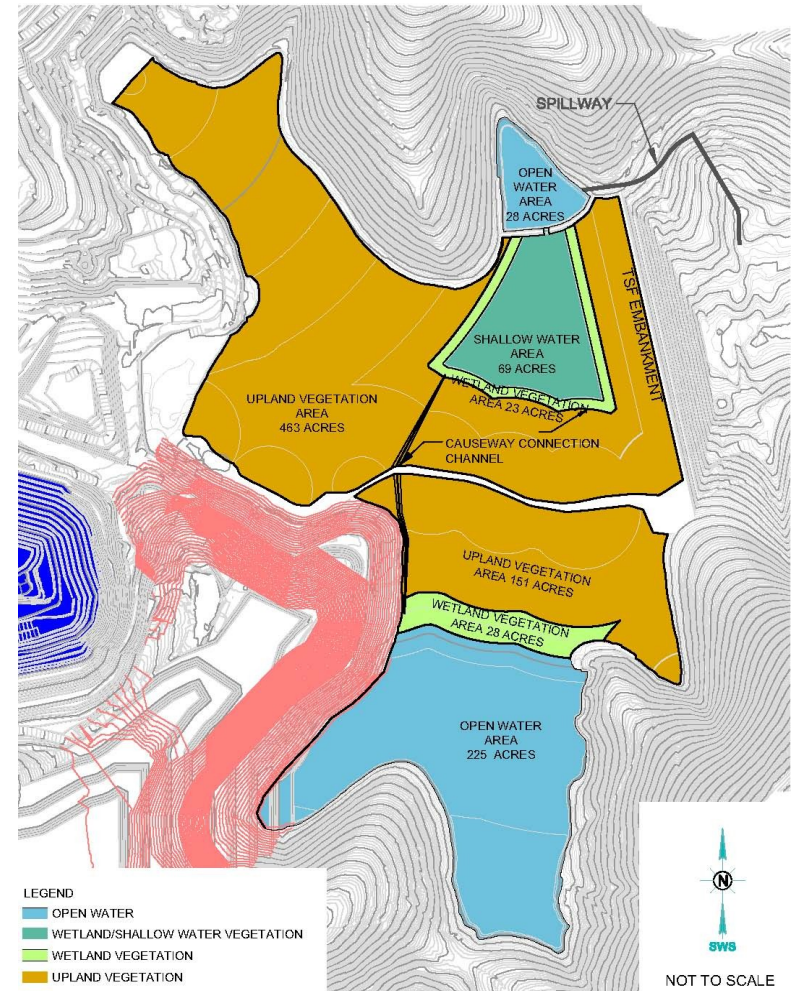 SPILLWAY
OPEN
WATER
AREA
28 ACRES
TSF EMBANKMENT
SHALLOW WATER
AREA
69 ACRES
WETLAND VEGETATION
AREA 23 ACRES
UPLAND VEGETATION
AREA
463 ACRES
CAUSEWAY CONNECTION
CHANNEL
UPLAND VEGETATION
AREA 151 ACRES
WETLAND VEGETATION
AREA 28 ACRES
OPEN WATER
AREA
225 ACRES
LEGEND
OPEN WATER
WETLAND/SHALLOW WATER VEGETATION
WETLAND VEGETATION
UPLAND VEGETATION
N
SWS
NOT TO SCALE